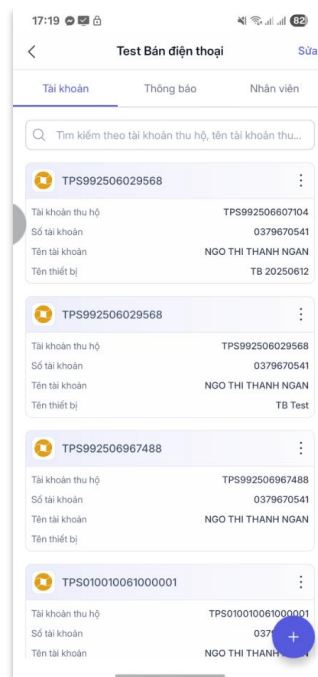 17:19 82
Test Bán điện thoại Sửa
Tài khoản Thông báo Nhân viên
Tìm kiếm theo tài khoản thu hộ, tên tài khoản thu...
TPS992506029568
Tài khoản thu hộ TPS992506607104
Số tài khoản 0379670541
Tên tài khoản NGO THI THANH NGAN
Tên thiết bị TB 20250612
TPS992506029568
Tài khoản thu hộ TPS992506029568
Số tài khoản 0379670541
Tên tài khoản NGO THI THANH NGAN
Tên thiết bị TB Test
TPS992506967488
Tài khoản thu hộ TPS992506967488
Số tài khoản 0379670541
Tên tài khoản NGO THI THANH NGAN
Tên thiết bị
TPS010010061000001
Tài khoản thu hộ TPS010010061000001
Số tài khoản 037
Tên tài khoản NGO THI THANH